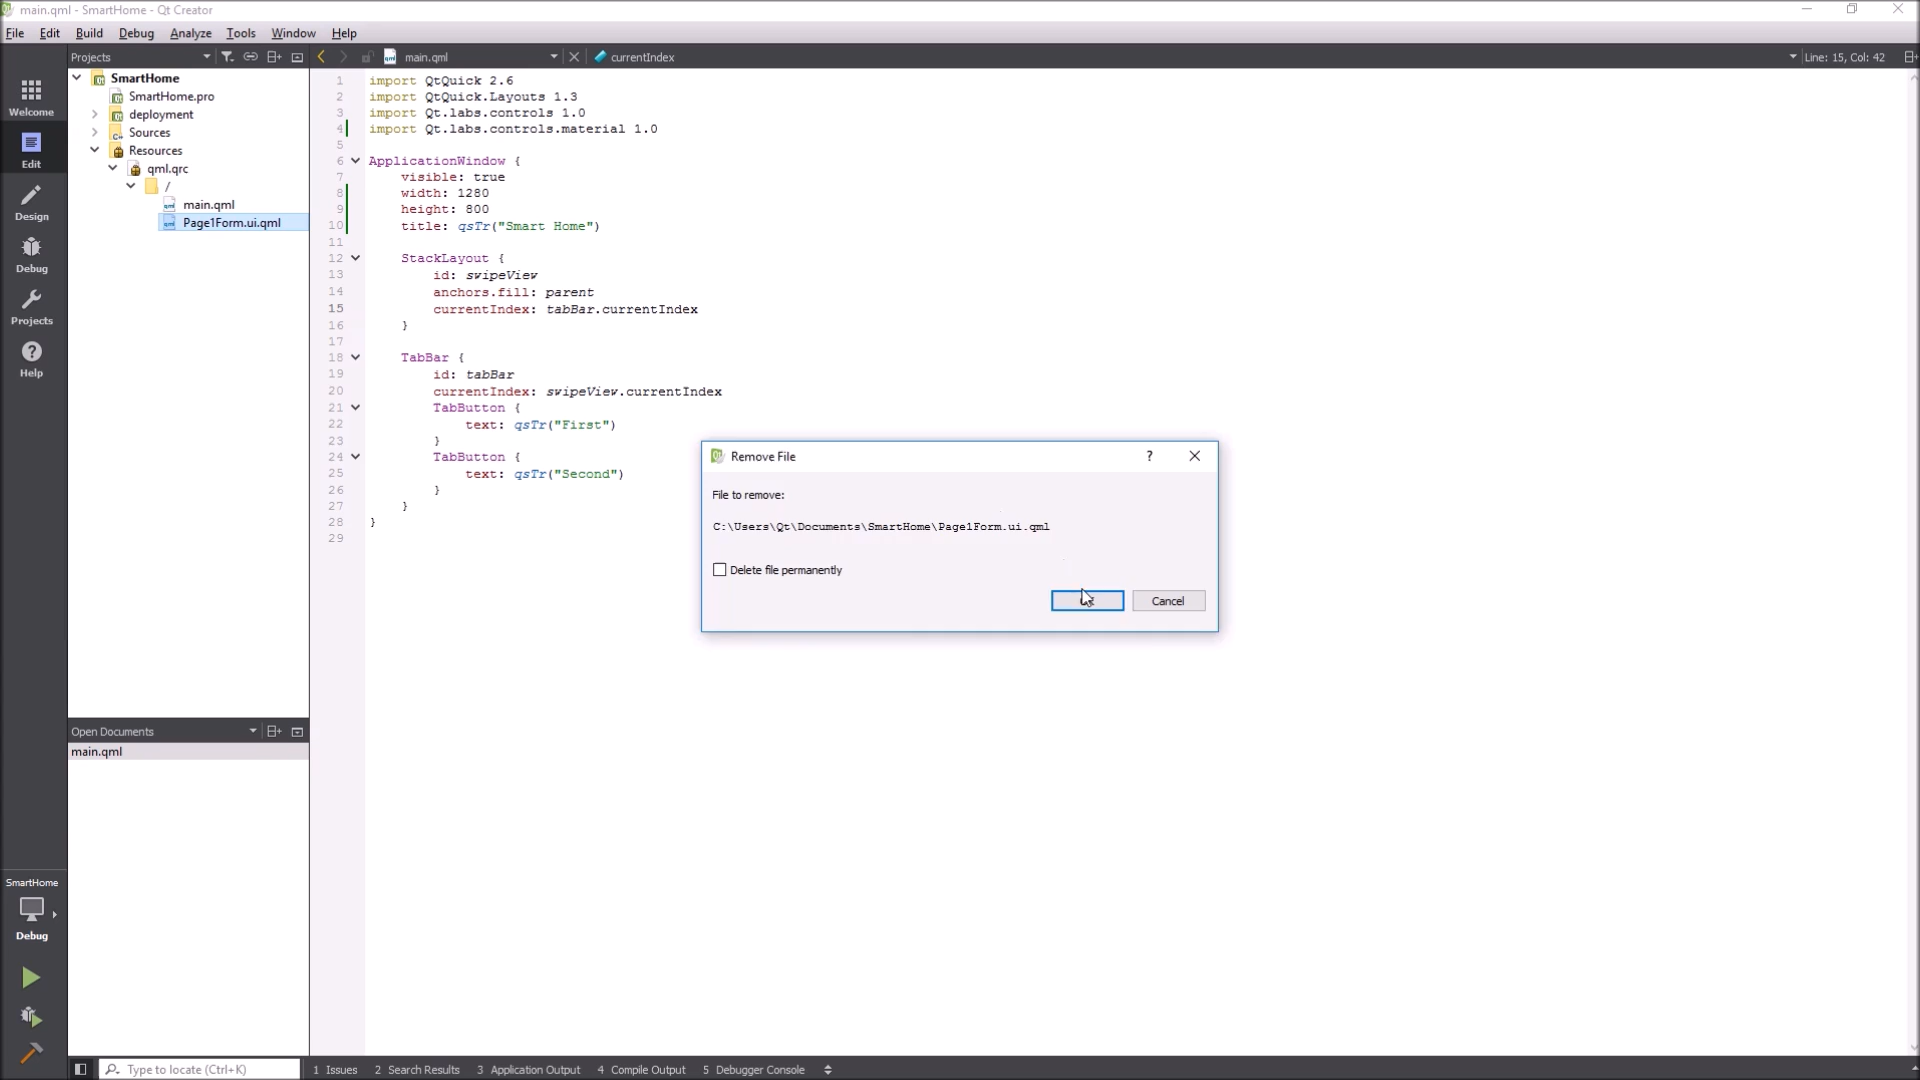 main.qml - SmartHome - Qt Creator
File Edit Build Debug Analyze Tools Window Help
Projects
main.qml
currentIndex
Line: 15, Col: 42
Welcome
Edit
Design
Debug
Projects
Help
SmartHome
SmartHome.pro
deployment
Sources
Resources
qml.qrc
/
main.qml
Page1Form.ui.qml
1 import QtQuick 2.6
2 import QtQuick.Layouts 1.3
3 import Qt.labs.controls 1.0
4 import Qt.labs.controls.material 1.0
5
6 ApplicationWindow {
7 visible: true
8 width: 1280
9 height: 800
10 title: qsTr("Smart Home")
11
12 StackLayout {
13 id: swipeView
14 anchors.fill: parent
15 currentIndex: tabBar.currentIndex
16 }
17
18 TabBar {
19 id: tabBar
20 currentIndex: swipeView.currentIndex
21 TabButton {
22 text: qsTr("First")
23 }
24 TabButton {
25 text: qsTr("Second")
26 }
27 }
28 }
29
Remove File
?
File to remove:
C:\Users\Qt\Documents\SmartHome\Page1Form.ui.qml
Delete file permanently
Cancel
Open Documents
main.qml
SmartHome
Debug
Type to locate (Ctrl+K)
1 Issues 2 Search Results 3 Application Output 4 Compile Output 5 Debugger Console